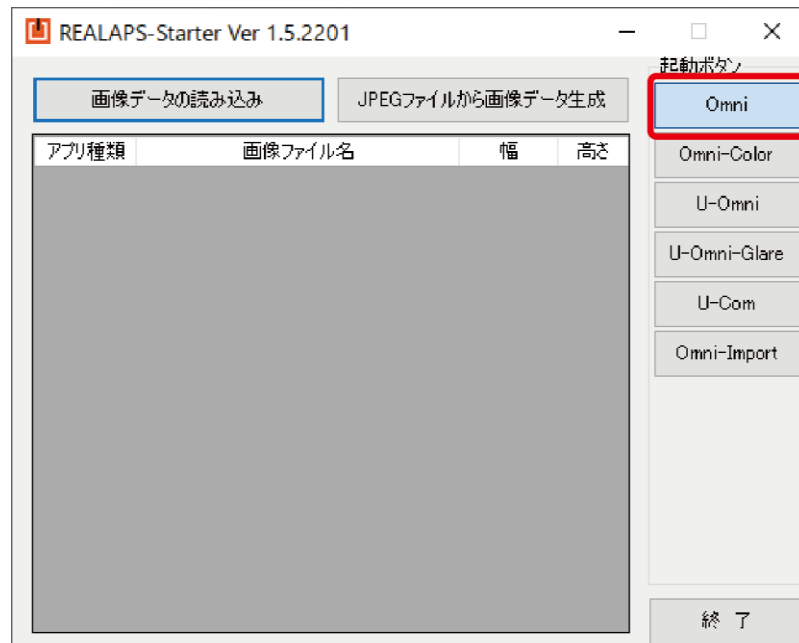 REALAPS-Starter Ver 1.5.2201
画像データの読み込み
JPEGファイルから画像データ生成
アプリ種類 画像ファイル名 幅 高さ
起動ボタン
Omni
Omni-Color
U-Omni
U-Omni-Glare
U-Com
Omni-Import
終 了